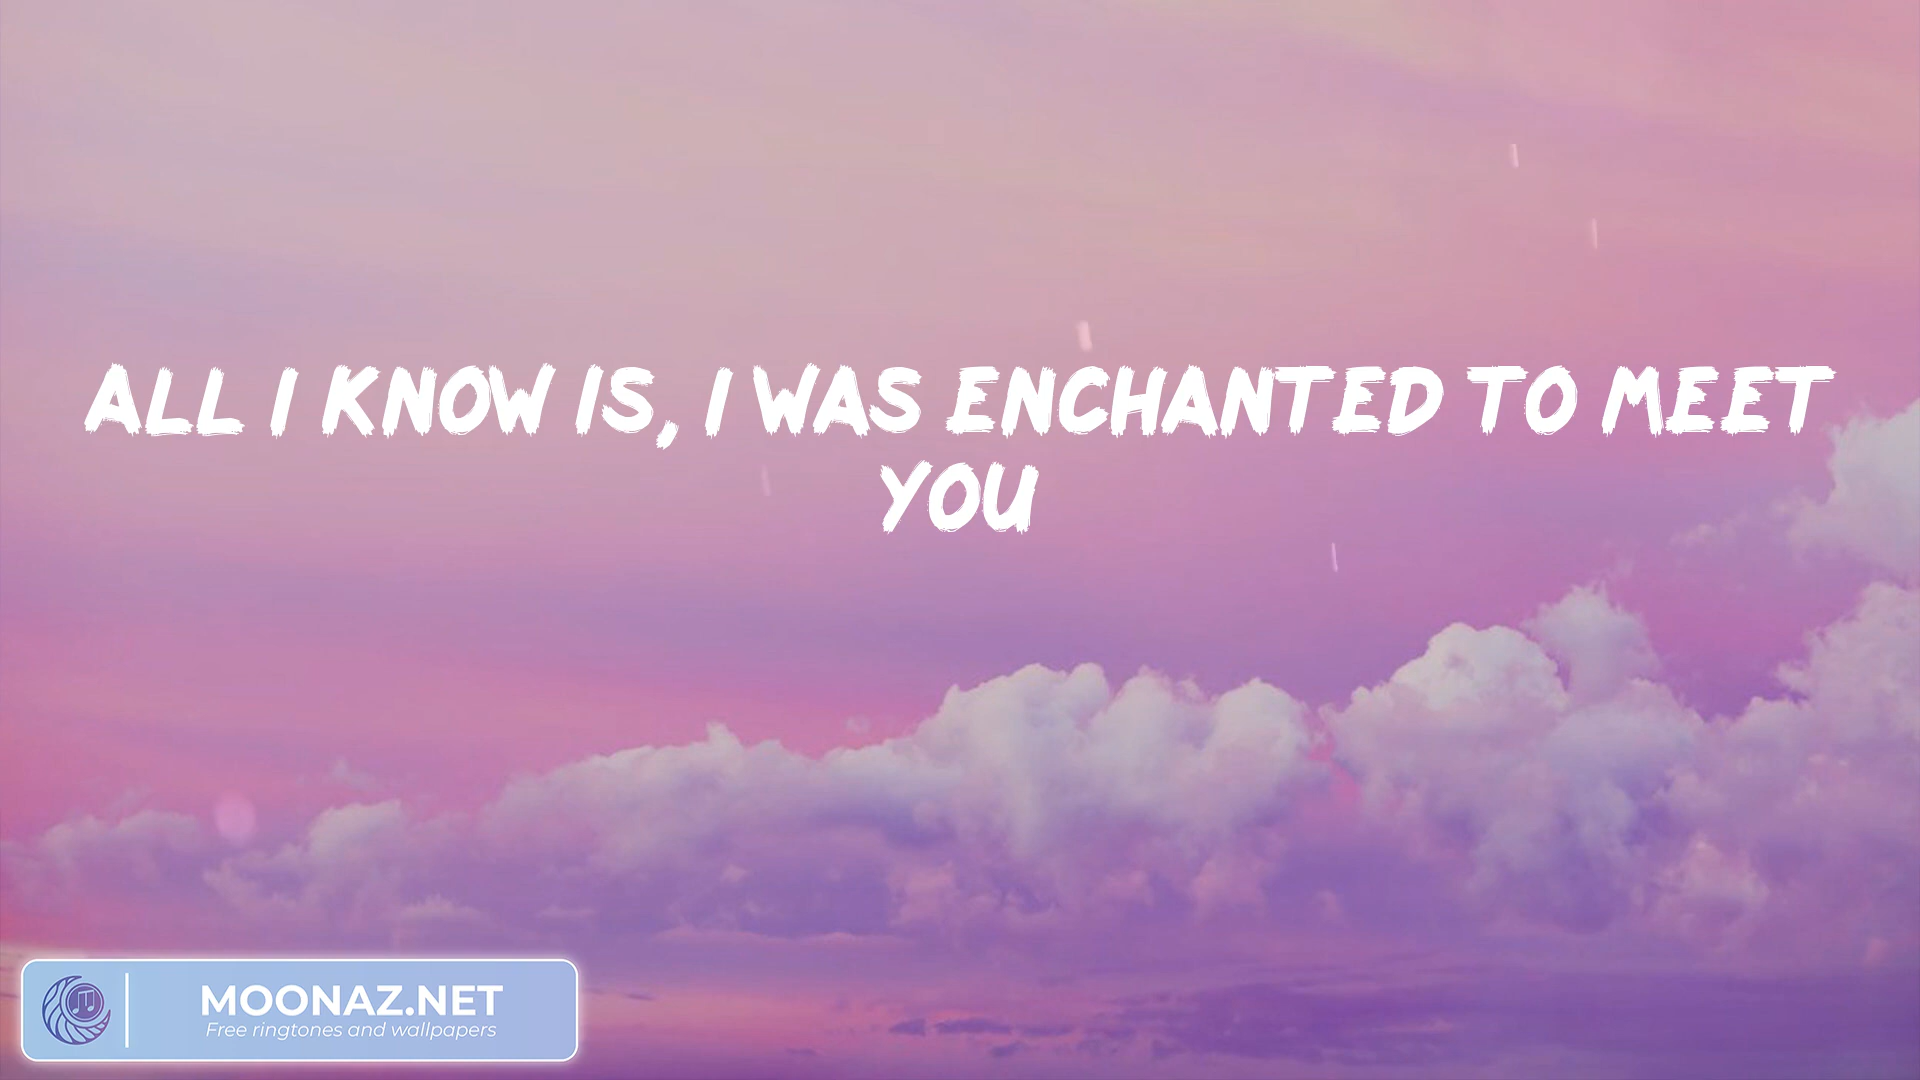 ALL I KNOW IS, I WAS ENCHANTED TO MEET
YOU
MOONAZ.NET
Free ringtones and wallpapers